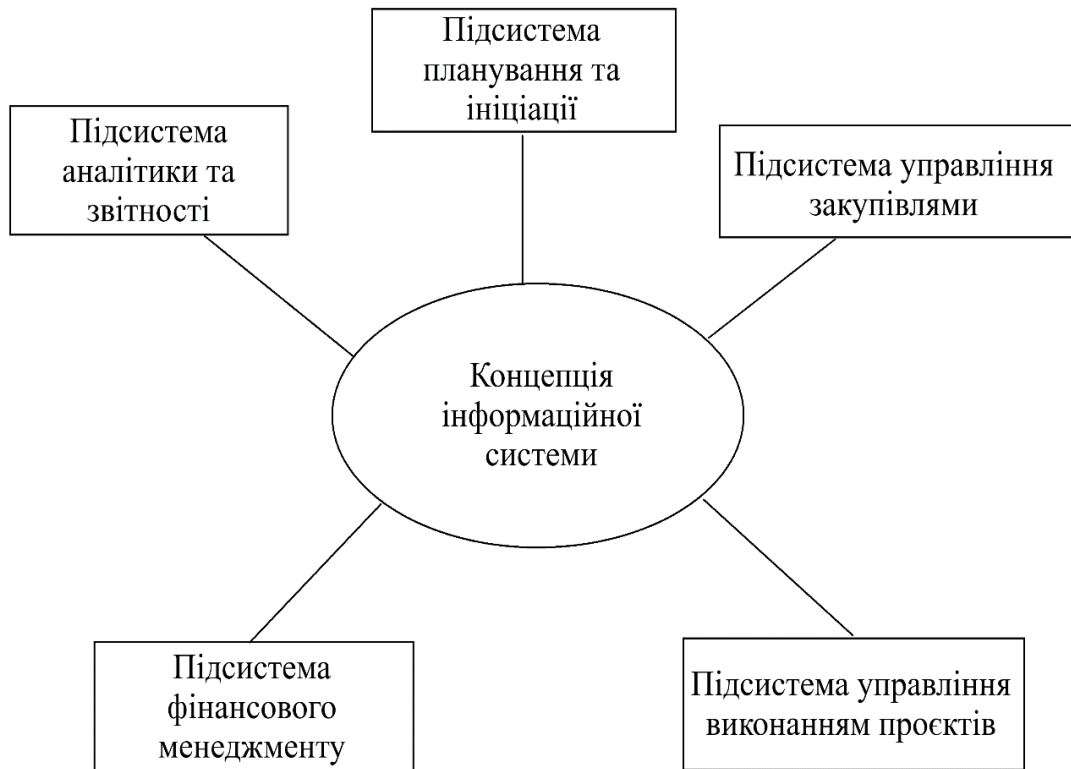 Підсистема
планування та
ініціації
Підсистема
аналітики та
звітності
Підсистема управління
закупівлями
Концепція
інформаційної
системи
Підсистема
фінансового
менеджменту
Підсистема управління
виконанням проєктів